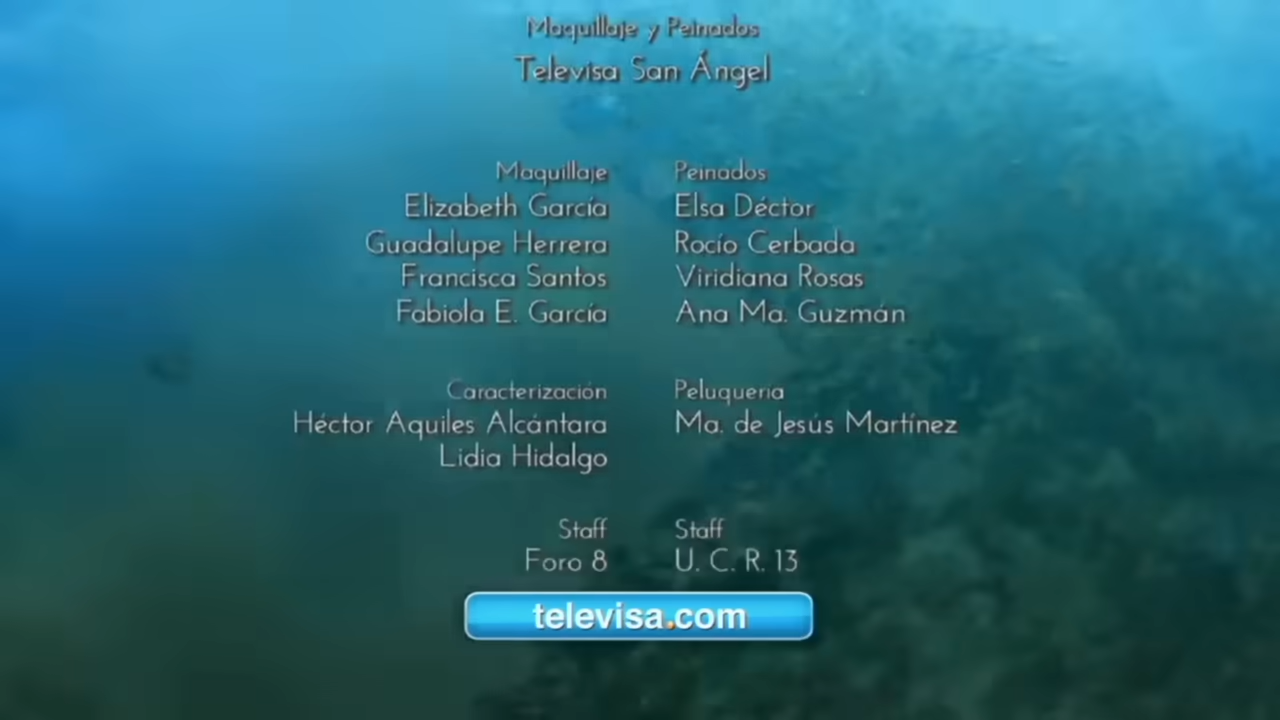 Maquillaje y Peinados
Televisa San Ángel
Maquillaje
Elizabeth García
Guadalupe Herrera
Francisca Santos
Fabiola E. García
Peinados
Elsa Déctor
Rocío Cerbada
Viridiana Rosas
Ana Ma. Guzmán
Caracterización
Héctor Aquiles Alcántara
Lidia Hidalgo
Peluquería
Ma. de Jesús Martínez
Staff
Foro 8
Staff
U. C. R. 13
televisa.com